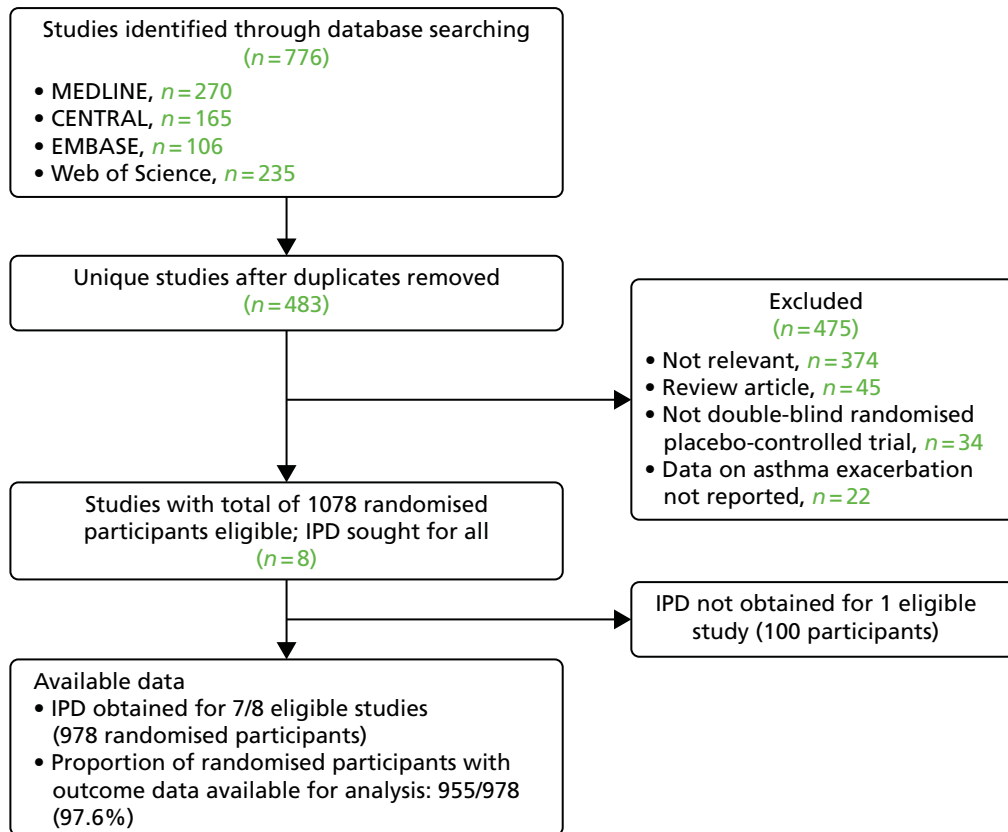 Studies identified through database searching
(n=776)
• MEDLINE, n=270
• CENTRAL, n=165
• EMBASE, n=106
• Web of Science, n=235
Unique studies after duplicates removed
(n=483)
Excluded
(n=475)
• Not relevant, n=374
• Review article, n=45
• Not double-blind randomised
placebo-controlled trial, n=34
• Data on asthma exacerbation
not reported, n=22
Studies with total of 1078 randomised
participants eligible; IPD sought for all
(n=8)
IPD not obtained for 1 eligible
study (100 participants)
Available data
• IPD obtained for 7/8 eligible studies
(978 randomised participants)
• Proportion of randomised participants with
outcome data available for analysis: 955/978
(97.6%)